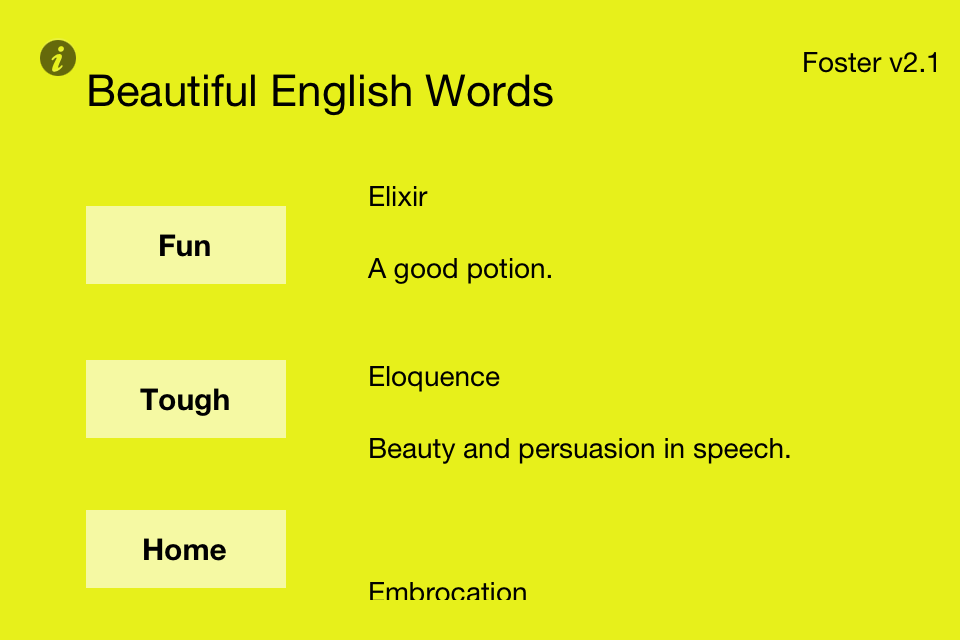 Foster v2.1
Beautiful English Words
Elixir
Fun
A good potion.
Eloquence
Tough
Beauty and persuasion in speech.
Home
Embrocation